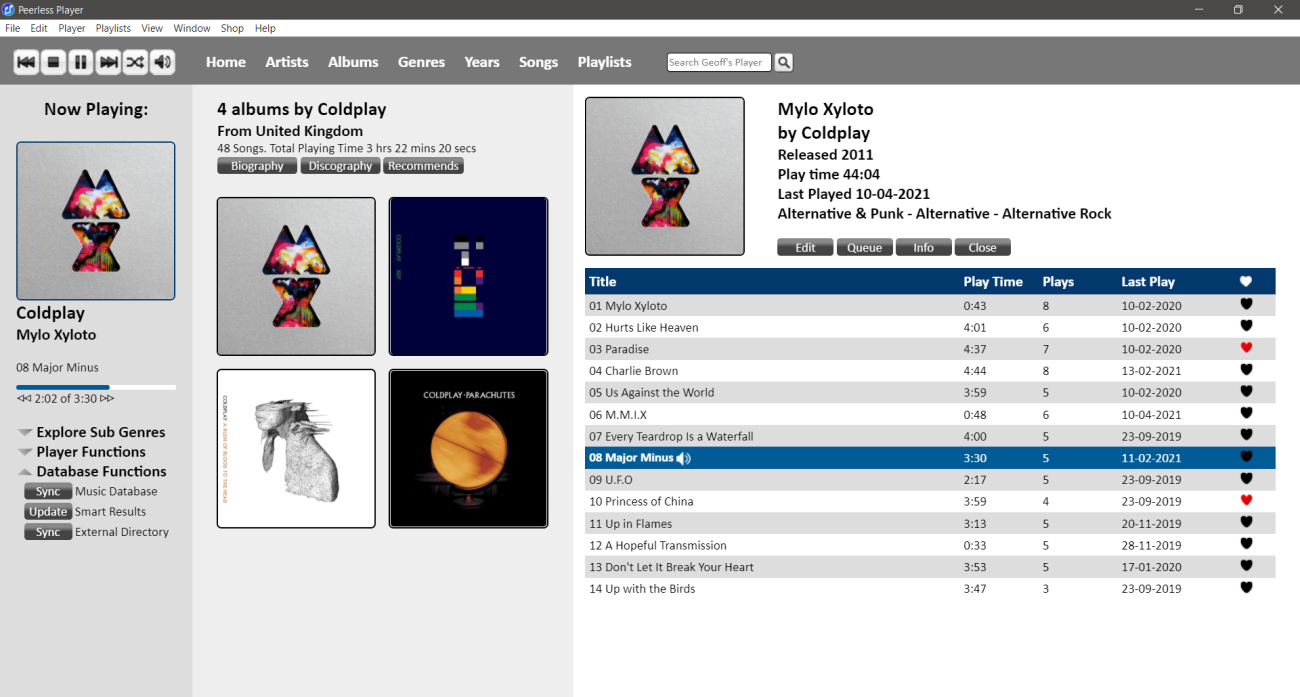 Peerless Player
File Edit Player Playlists View Window Shop Help
Home Artists Albums Genres Years Songs Playlists
Search Geoff's Player
Now Playing:
Coldplay
Mylo Xyloto
08 Major Minus
2:02 of 3:30
Explore Sub Genres
Player Functions
Database Functions
Sync Music Database
Update Smart Results
Sync External Directory
4 albums by Coldplay
From United Kingdom
48 Songs. Total Playing Time 3 hrs 22 mins 20 secs
Biography Discography Recommends
COLDPLAY X&Y
COLDPLAY A RUSH OF BLOOD TO THE HEAD
COLDPLAY·PARACHUTES
Mylo Xyloto
by Coldplay
Released 2011
Play time 44:04
Last Played 10-04-2021
Alternative & Punk - Alternative - Alternative Rock
Edit Queue Info Close
Title Play Time Plays Last Play
01 Mylo Xyloto 0:43 8 10-02-2020
02 Hurts Like Heaven 4:01 6 10-02-2020
03 Paradise 4:37 7 10-02-2020
04 Charlie Brown 4:44 8 13-02-2021
05 Us Against the World 3:59 5 10-02-2020
06 M.M.I.X 0:48 6 10-04-2021
07 Every Teardrop Is a Waterfall 4:00 5 23-09-2019
08 Major Minus 3:30 5 11-02-2021
09 U.F.O 2:17 5 23-09-2019
10 Princess of China 3:59 4 23-09-2019
11 Up in Flames 3:13 5 20-11-2019
12 A Hopeful Transmission 0:33 5 28-11-2019
13 Don't Let It Break Your Heart 3:53 5 17-01-2020
14 Up with the Birds 3:47 3 23-09-2019